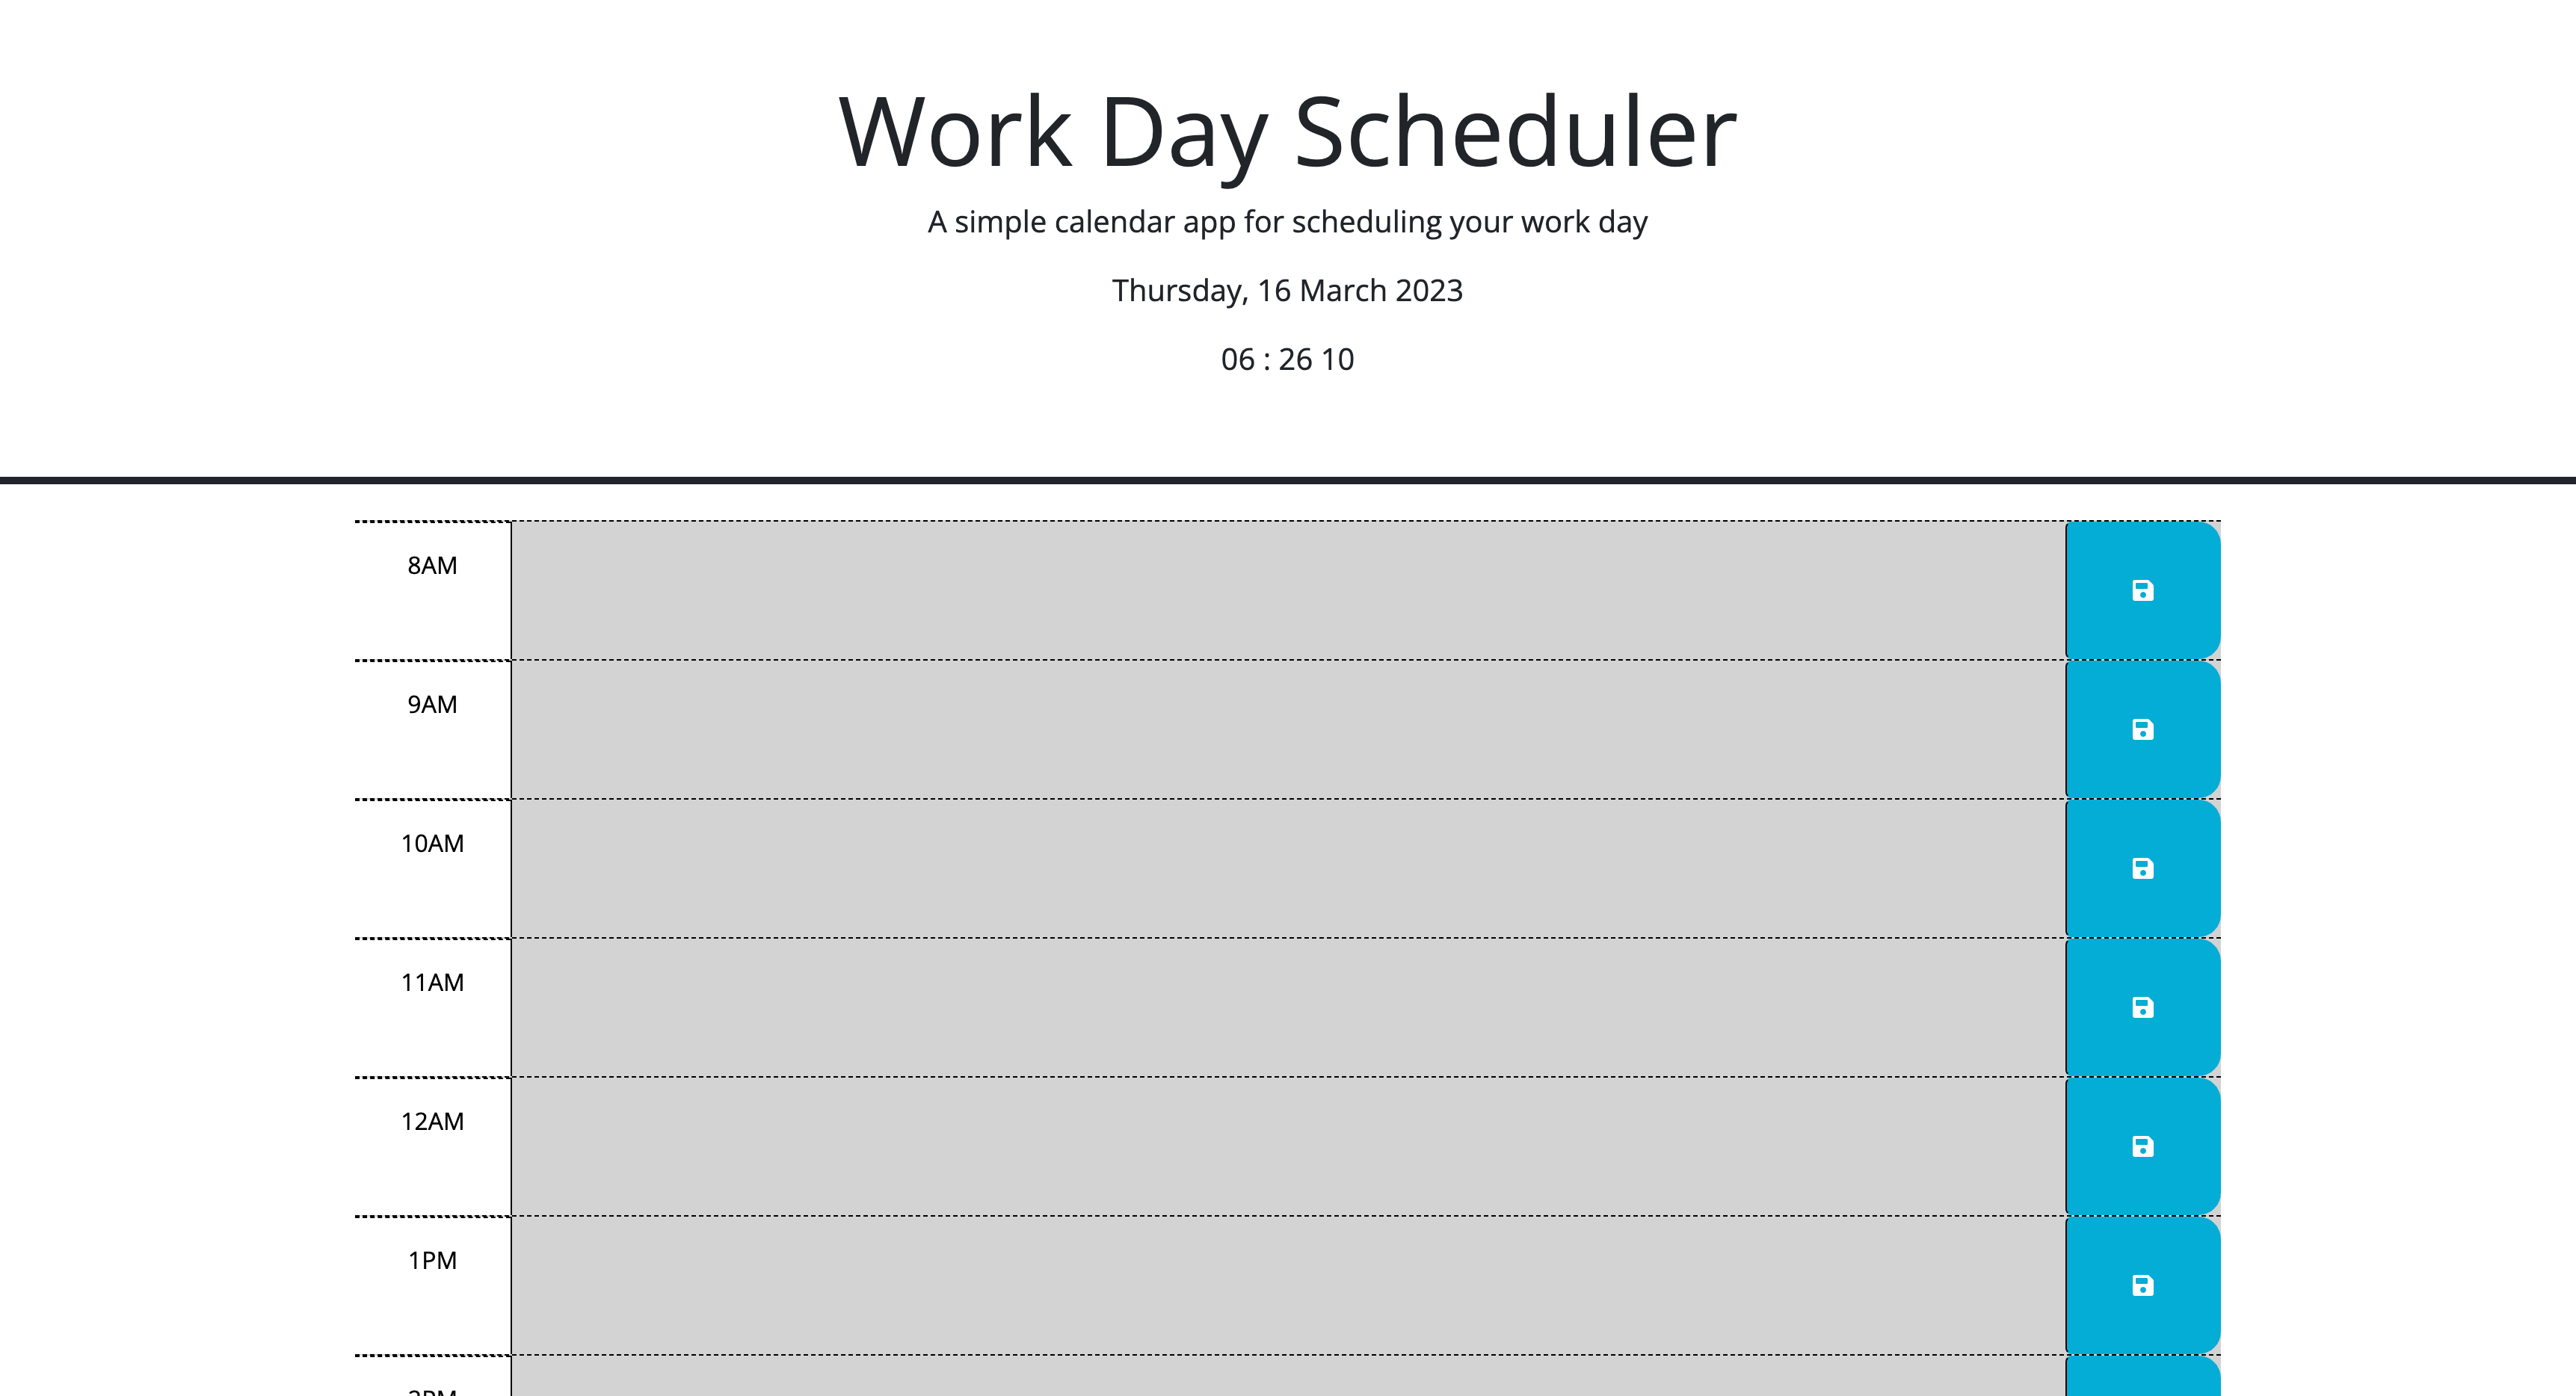 Work Day Scheduler
A simple calendar app for scheduling your work day
Thursday, 16 March 2023
06 : 26 10
8AM
9AM
10AM
11AM
12AM
1PM